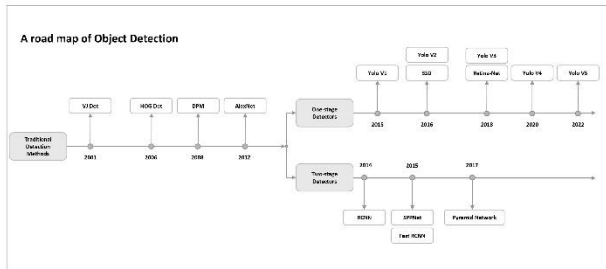 A road map of Object Detection
Yolo V2
Yolo V3
Yolo V1
SSD
Retina-Net
Yolo V4
Yolo V5
VJ Det
HOG Det
DPM
AlexNet
One-stage
Detectors
2015
2016
2018
2020
2022
Traditional
Detection
Methods
2001
2006
2008
2012
2014
2015
2017
Two-stage
Detectors
RCNN
SPPNet
Pyramid Network
Fast RCNN